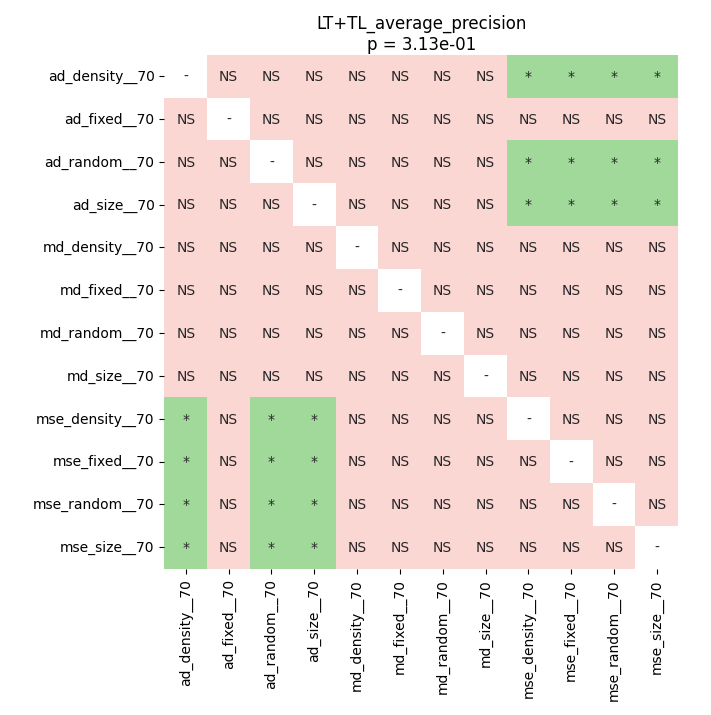 LT+TL_average_precision
p = 3.13e-01
ad_density__70 - NS NS NS NS NS NS NS * * * *
ad_fixed__70 NS - NS NS NS NS NS NS NS NS NS NS
ad_random__70 NS NS - NS NS NS NS NS * * * *
ad_size__70 NS NS NS - NS NS NS NS * * * *
md_density__70 NS NS NS NS - NS NS NS NS NS NS NS
md_fixed__70 NS NS NS NS NS - NS NS NS NS NS NS
md_random__70 NS NS NS NS NS NS - NS NS NS NS NS
md_size__70 NS NS NS NS NS NS NS - NS NS NS NS
mse_density__70 * NS * * NS NS NS NS - NS NS NS
mse_fixed__70 * NS * * NS NS NS NS NS - NS NS
mse_random__70 * NS * * NS NS NS NS NS NS - NS
mse_size__70 * NS * * NS NS NS NS NS NS NS -
ad_density__70
ad_fixed__70
ad_random__70
ad_size__70
md_density__70
md_fixed__70
md_random__70
md_size__70
mse_density__70
mse_fixed__70
mse_random__70
mse_size__70